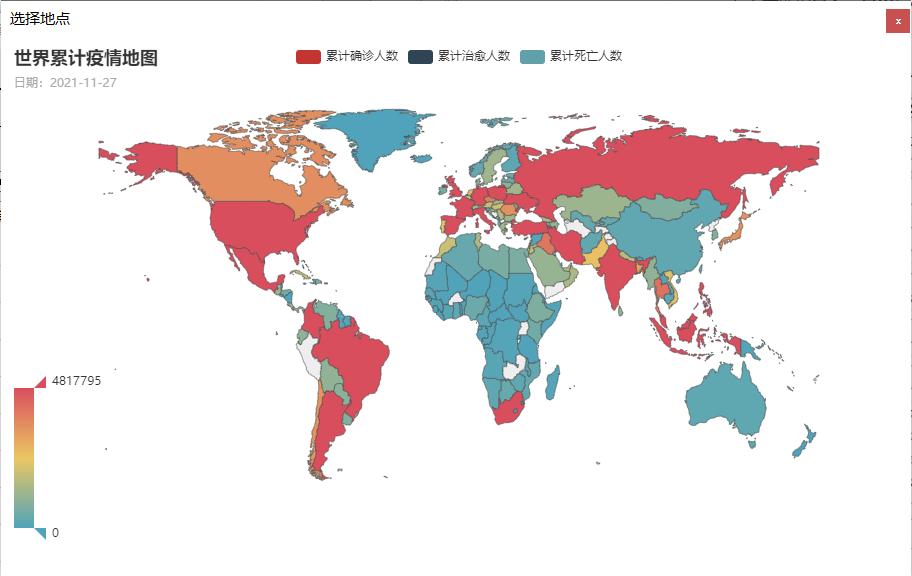 选择地点
x
世界累计疫情地图
累计确诊人数 累计治愈人数 累计死亡人数
日期：2021-11-27
4817795
0